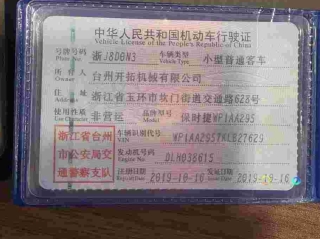 中华人民共和国机动车行驶证
Vehicle License of the People's Republic of China
号牌号码 浙J8D6N3 车辆类型 小型普通客车
Plate No. Vehicle Type
所有人 台州开拓机械有限公司
Owner
住址 浙江省玉环市坎门街道交通路628号
Address
使用性质 非营运 品牌型号 保时捷WP1AA295
Use Character Model
浙江省台州 车辆识别代号
VIN
市公安局交 发动机号码 DLH038615
Engine No.
通警察支队 注册日期 2019-10-16 发证日期 2019-10-16
Register Date Issue Date